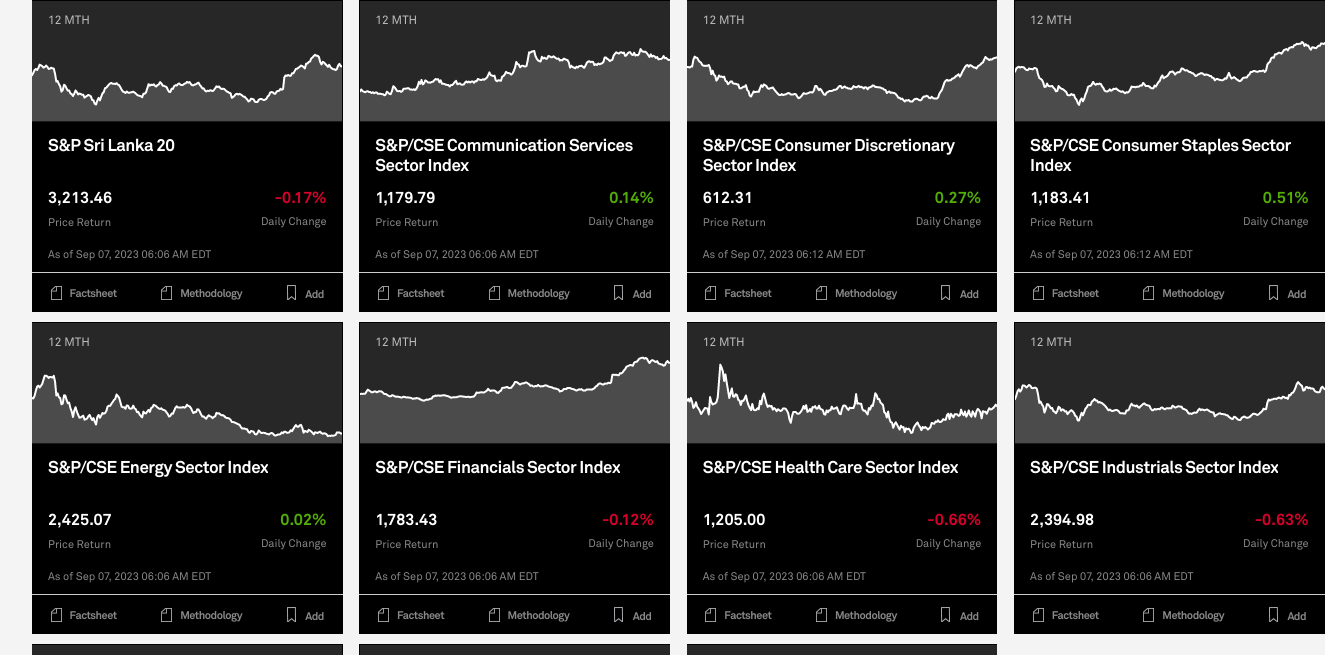 12 MTH
S&P Sri Lanka 20
3,213.46
-0.17%
Price Return
Daily Change
As of Sep 07, 2023 06:06 AM EDT
Factsheet
Methodology
Add
12 MTH
S&P/CSE Communication Services
Sector Index
1,179.79
0.14%
Price Return
Daily Change
As of Sep 07, 2023 06:06 AM EDT
Factsheet
Methodology
Add
12 MTH
S&P/CSE Consumer Discretionary
Sector Index
612.31
0.27%
Price Return
Daily Change
As of Sep 07, 2023 06:12 AM EDT
Factsheet
Methodology
Add
12 MTH
S&P/CSE Consumer Staples Sector
Index
1,183.41
0.51%
Price Return
Daily Change
As of Sep 07, 2023 06:12 AM EDT
Factsheet
Methodology
Add
12 MTH
S&P/CSE Energy Sector Index
2,425.07
0.02%
Price Return
Daily Change
As of Sep 07, 2023 06:06 AM EDT
Factsheet
Methodology
Add
12 MTH
S&P/CSE Financials Sector Index
1,783.43
-0.12%
Price Return
Daily Change
As of Sep 07, 2023 06:06 AM EDT
Factsheet
Methodology
Add
12 MTH
S&P/CSE Health Care Sector Index
1,205.00
-0.66%
Price Return
Daily Change
As of Sep 07, 2023 06:06 AM EDT
Factsheet
Methodology
Add
12 MTH
S&P/CSE Industrials Sector Index
2,394.98
-0.63%
Price Return
Daily Change
As of Sep 07, 2023 06:06 AM EDT
Factsheet
Methodology
Add